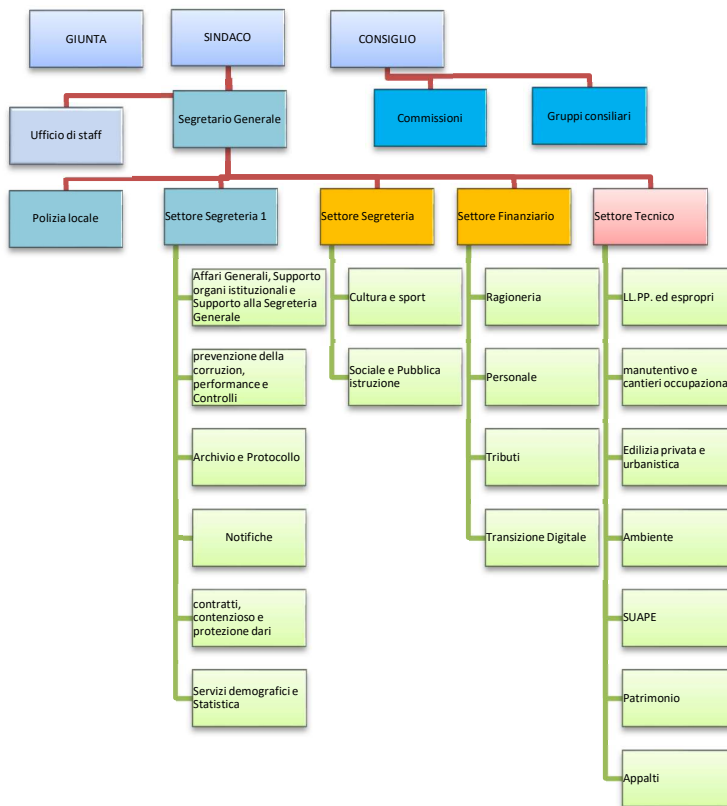 GIUNTA
SINDACO
CONSIGLIO
Ufficio di staff
Segretario Generale
Commissioni
Gruppi consiliari
Polizia locale
Settore Segreteria 1
Settore Segreteria
Settore Finanziario
Settore Tecnico
Affari Generali, Supporto
organi istituzionali e
Supporto alla Segreteria
Generale
prevenzione della
corruzion, performance e
Controlli
Archivio e Protocollo
Notifiche
contratti,
contenzioso e
protezione dari
Servizi demografici e
Statistica
Cultura e sport
Sociale e Pubblica
istruzione
Ragioneria
Personale
Tributi
Transizione Digitale
LL.PP. ed espropri
manutentivo e
cantieri occupaziona
Edilizia privata e
urbanistica
Ambiente
SUAPE
Patrimonio
Appalti